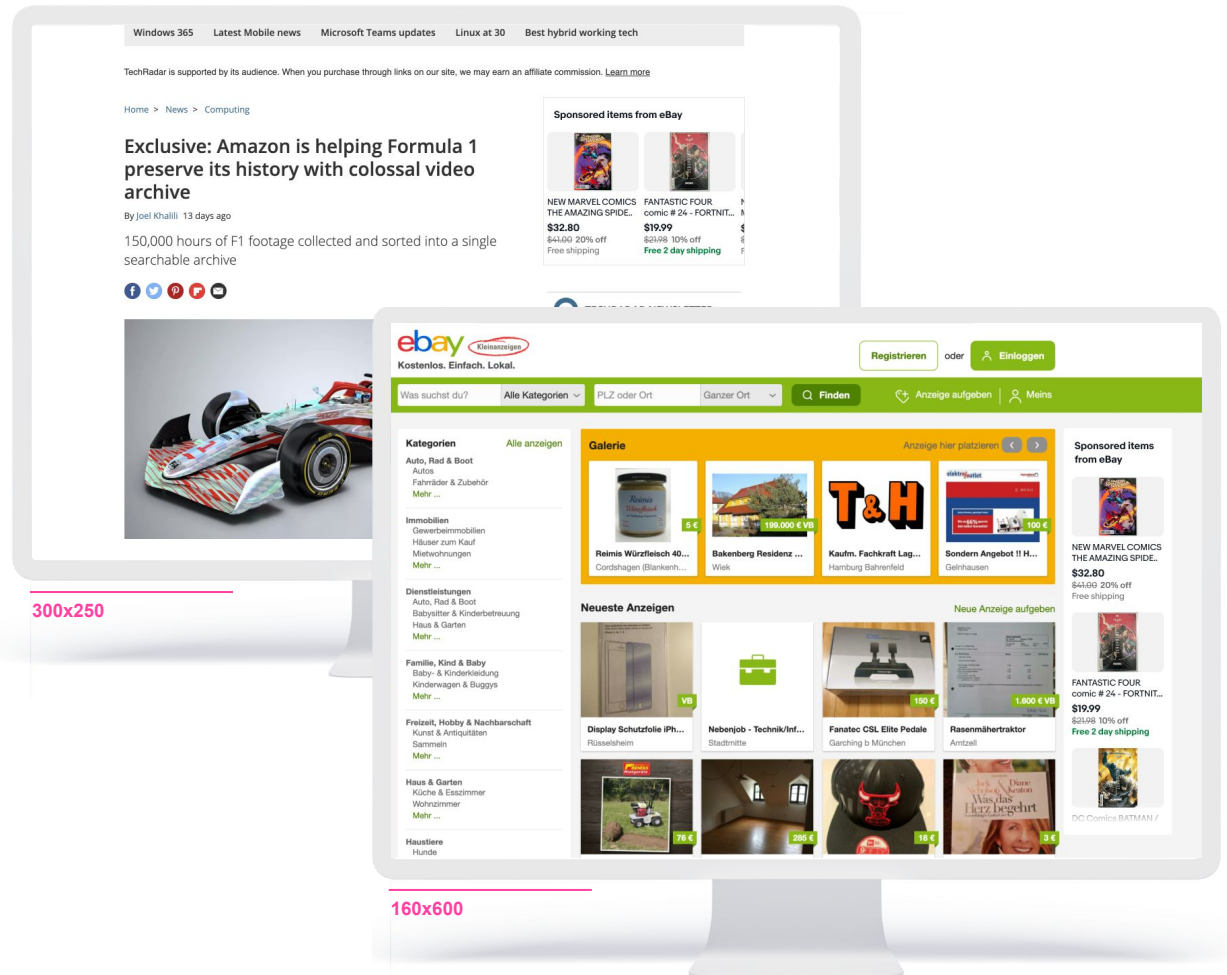 Windows 365 Latest Mobile news Microsoft Teams updates Linux at 30 Best hybrid working tech
TechRadar is supported by its audience. When you purchase through links on our site, we may earn an affiliate commission. Learn more
Home > News > Computing
Exclusive: Amazon is helping Formula 1
preserve its history with colossal video
archive
By Joel Khalili 13 days ago
150,000 hours of F1 footage collected and sorted into a single
searchable archive
Sponsored items from eBay
NEW MARVEL COMICS
THE AMAZING SPIDE..
$32.80
$41.00 20% off
Free shipping
FANTASTIC FOUR
comic # 24 - FORTNIT...
$19.99
$21.98 10% off
Free 2 day shipping
300x250
ebay Kleinanzeigen
Kostenlos. Einfach. Lokal.
Registrieren oder Einloggen
Was suchst du? Alle Kategorien PLZ oder Ort Ganzer Ort Finden Anzeige aufgeben Meins
Kategorien Alle anzeigen
Auto, Rad & Boot
Autos
Fahrräder & Zubehör
Mehr ...
Immobilien
Gewerbeimmobilien
Häuser zum Kauf
Mietwohnungen
Mehr ...
Dienstleistungen
Auto, Rad & Boot
Babysitter & Kinderbetreuung
Haus & Garten
Mehr ...
Familie, Kind & Baby
Baby- & Kinderkleidung
Kinderwagen & Buggys
Mehr ...
Freizeit, Hobby & Nachbarschaft
Kunst & Antiquitäten
Sammeln
Mehr ...
Haus & Garten
Küche & Esszimmer
Wohnzimmer
Mehr ...
Haustiere
Hunde
Galerie Anzeige hier platzieren
Reimis
Würzfleisch
5 €
Reimis Würzfleisch 40...
Cordshagen (Blankenh...
199.000 € VB
Bakenberg Residenz ...
Wiek
T&H
Kaufm. Fachkraft Lag...
Hamburg Bahrenfeld
100 €
Sondern Angebot !! H...
Gelnhausen
Neueste Anzeigen Neue Anzeige aufgeben
VB
Display Schutzfolie iPh...
Rüsselsheim
Nebenjob - Technik/Inf...
Stadtmitte
CSL
150 €
Fanatec CSL Elite Pedale
Garching b München
1.600 € VB
Rasenmähertraktor
Amtzell
76 €
285 €
18 €
Jack Diane
Nicholson Keaton
Was das
Herz begehrt
3 €
Sponsored items
from eBay
NEW MARVEL COMICS
THE AMAZING SPIDE..
$32.80
$41.00 20% off
Free shipping
FANTASTIC FOUR
comic # 24 - FORTNIT...
$19.99
$21.98 10% off
Free 2 day shipping
DC Comics BATMAN /
160x600